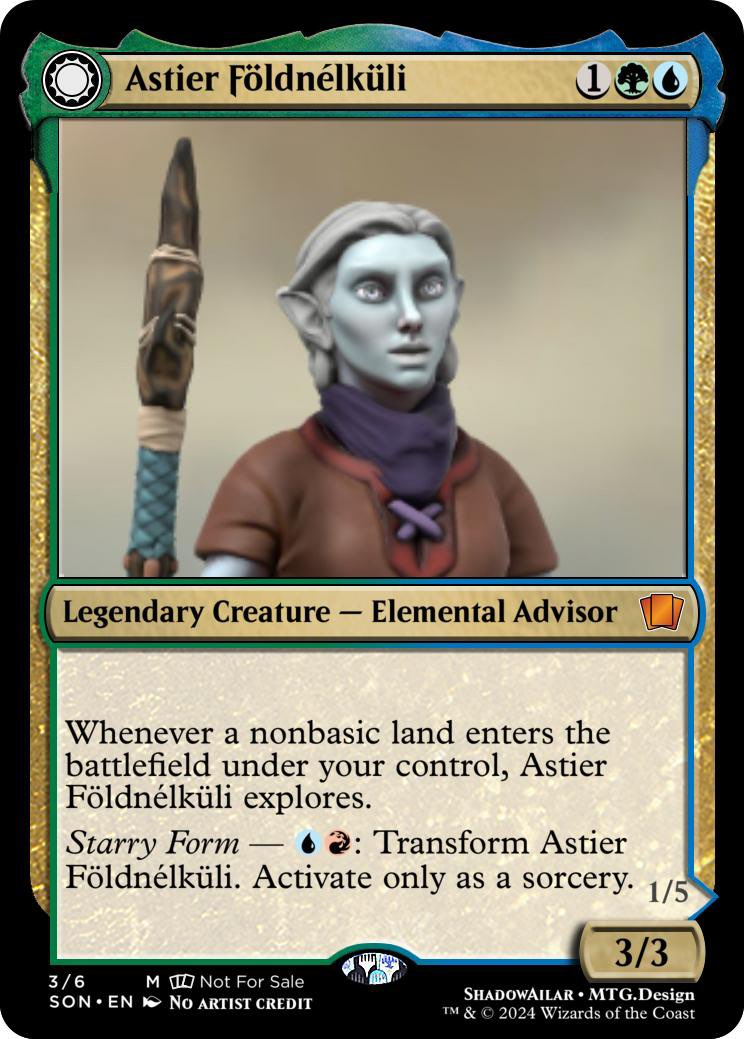 Astier Földnélküli 1
Legendary Creature — Elemental Advisor
Whenever a nonbasic land enters the
battlefield under your control, Astier
Földnélküli explores.
Starry Form — : Transform Astier
Földnélküli. Activate only as a sorcery.
1/5
3/3
3/6 M Not For Sale
SON • EN No artist credit
ShadowAilar • MTG.Design
™ & © 2024 Wizards of the Coast